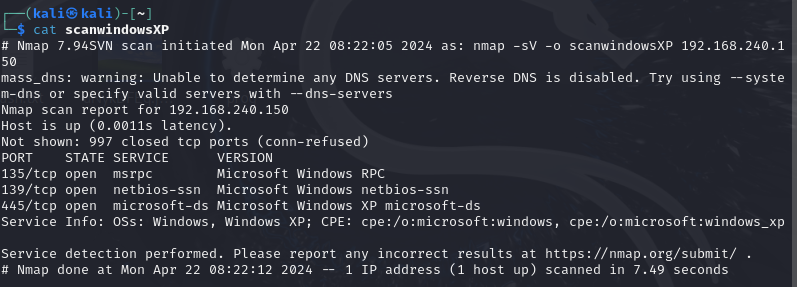 ┌──(kali㉿kali)-[~]
└─$ cat scanwindowsXP
# Nmap 7.94SVN scan initiated Mon Apr 22 08:22:05 2024 as: nmap -sV -o scanwindowsXP 192.168.240.1
50
mass_dns: warning: Unable to determine any DNS servers. Reverse DNS is disabled. Try using --syste
m-dns or specify valid servers with --dns-servers
Nmap scan report for 192.168.240.150
Host is up (0.0011s latency).
Not shown: 997 closed tcp ports (conn-refused)
PORT    STATE SERVICE      VERSION
135/tcp open  msrpc        Microsoft Windows RPC
139/tcp open  netbios-ssn  Microsoft Windows netbios-ssn
445/tcp open  microsoft-ds Microsoft Windows XP microsoft-ds
Service Info: OSs: Windows, Windows XP; CPE: cpe:/o:microsoft:windows, cpe:/o:microsoft:windows_xp

Service detection performed. Please report any incorrect results at https://nmap.org/submit/ .
# Nmap done at Mon Apr 22 08:22:12 2024 -- 1 IP address (1 host up) scanned in 7.49 seconds